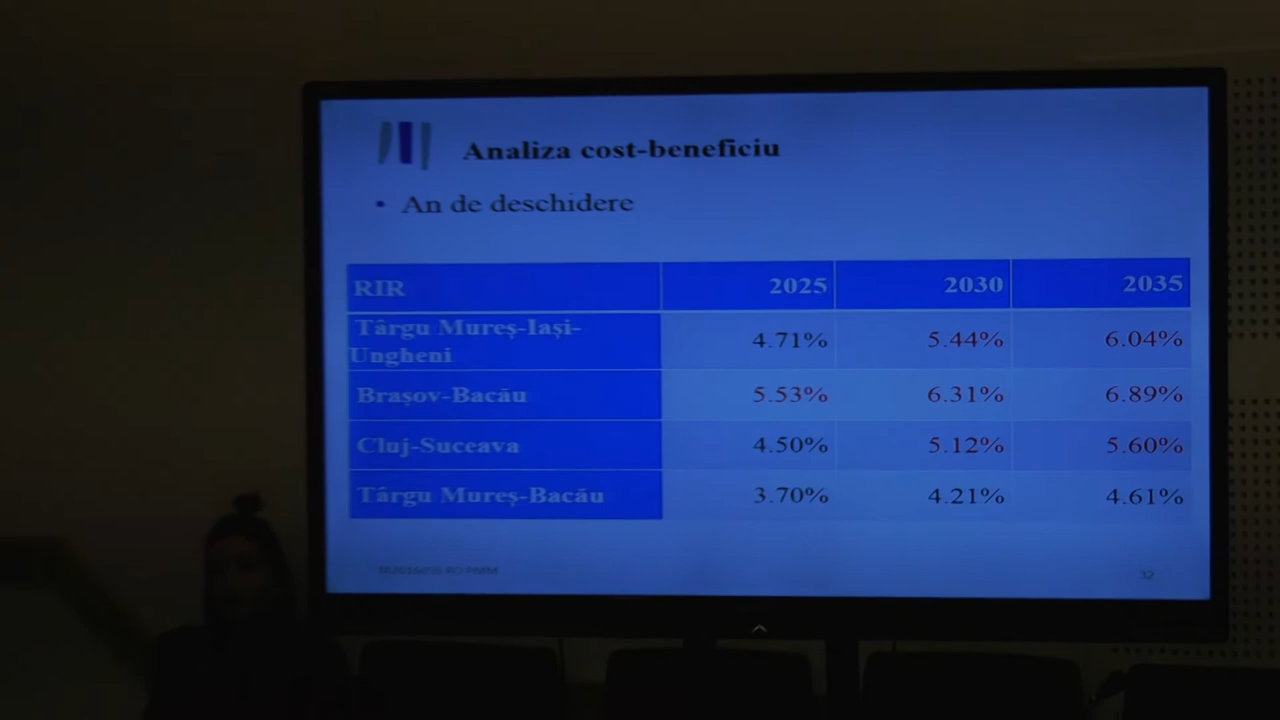 Analiza cost-beneficiu
• An de deschidere
RIR 2025 2030 2035
Târgu Mureș-Iași-
Ungheni 4.71% 5.44% 6.04%
Brașov-Bacău 5.53% 6.31% 6.89%
Cluj-Suceava 4.50% 5.12% 5.60%
Târgu Mureș-Bacău 3.70% 4.21% 4.61%
32